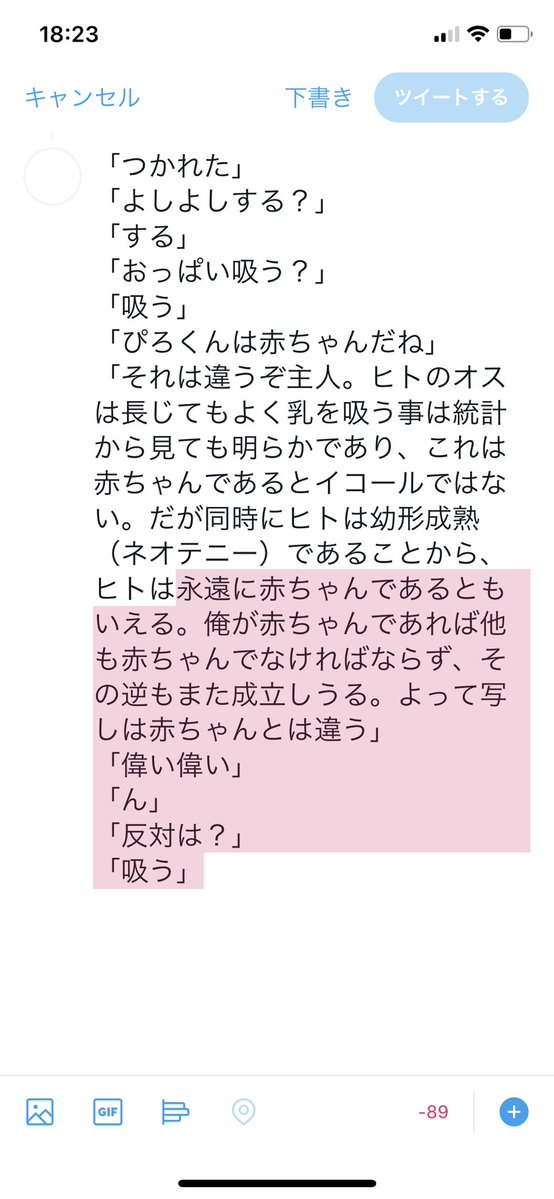 18:23
キャンセル
下書き
ツイートする
「つかれた」
「よしよしする？」
「する」
「おっぱい吸う？」
「吸う」
「ぴろくんは赤ちゃんだね」
「それは違うぞ主人。ヒトのオス
は長じてもよく乳を吸う事は統計
から見ても明らかであり、これは
赤ちゃんであるとイコールではな
い。だが同時にヒトは幼形成熟
（ネオテニー）であることから、
ヒトは永遠に赤ちゃんであるとも
いえる。俺が赤ちゃんであれば他
も赤ちゃんでなければならず、そ
の逆もまた成立しうる。よって写
しは赤ちゃんとは違う」
「偉い偉い」
「ん」
「反対は？」
「吸う」
GIF
-89